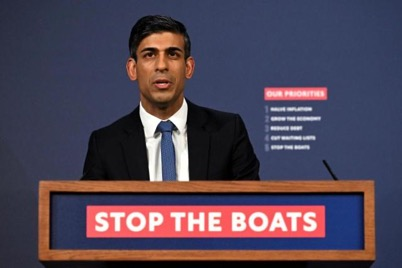 OUR PRIORITIES
HALVE INFLATION
GROW THE ECONOMY
REDUCE DEBT
CUT WAITING LISTS
STOP THE BOATS
STOP THE BOATS